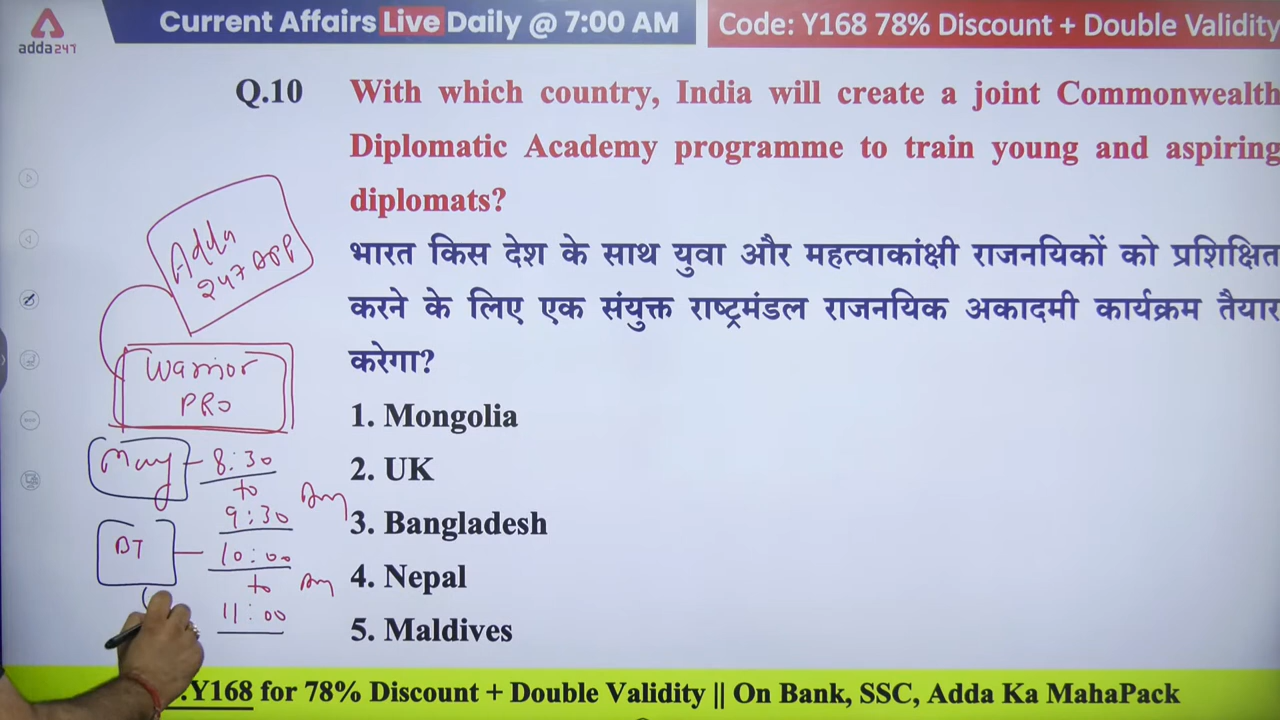 adda247
Current Affairs Live Daily @ 7:00 AM
Code: Y168 78% Discount + Double Validity
Q.10 With which country, India will create a joint Commonwealth
Diplomatic Academy programme to train young and aspiring
diplomats?
भारत किस देश के साथ युवा और महत्वाकांक्षी राजनयिकों को प्रशिक्षित
करने के लिए एक संयुक्त राष्ट्रमंडल राजनयिक अकादमी कार्यक्रम तैयार
करेगा?
1. Mongolia
2. UK
3. Bangladesh
4. Nepal
5. Maldives
Adda
247 APP
Warrior
PRO
May - 8:30
to
9:30
BT - 10:00
to
11:00
:Y168 for 78% Discount + Double Validity || On Bank, SSC, Adda Ka MahaPack